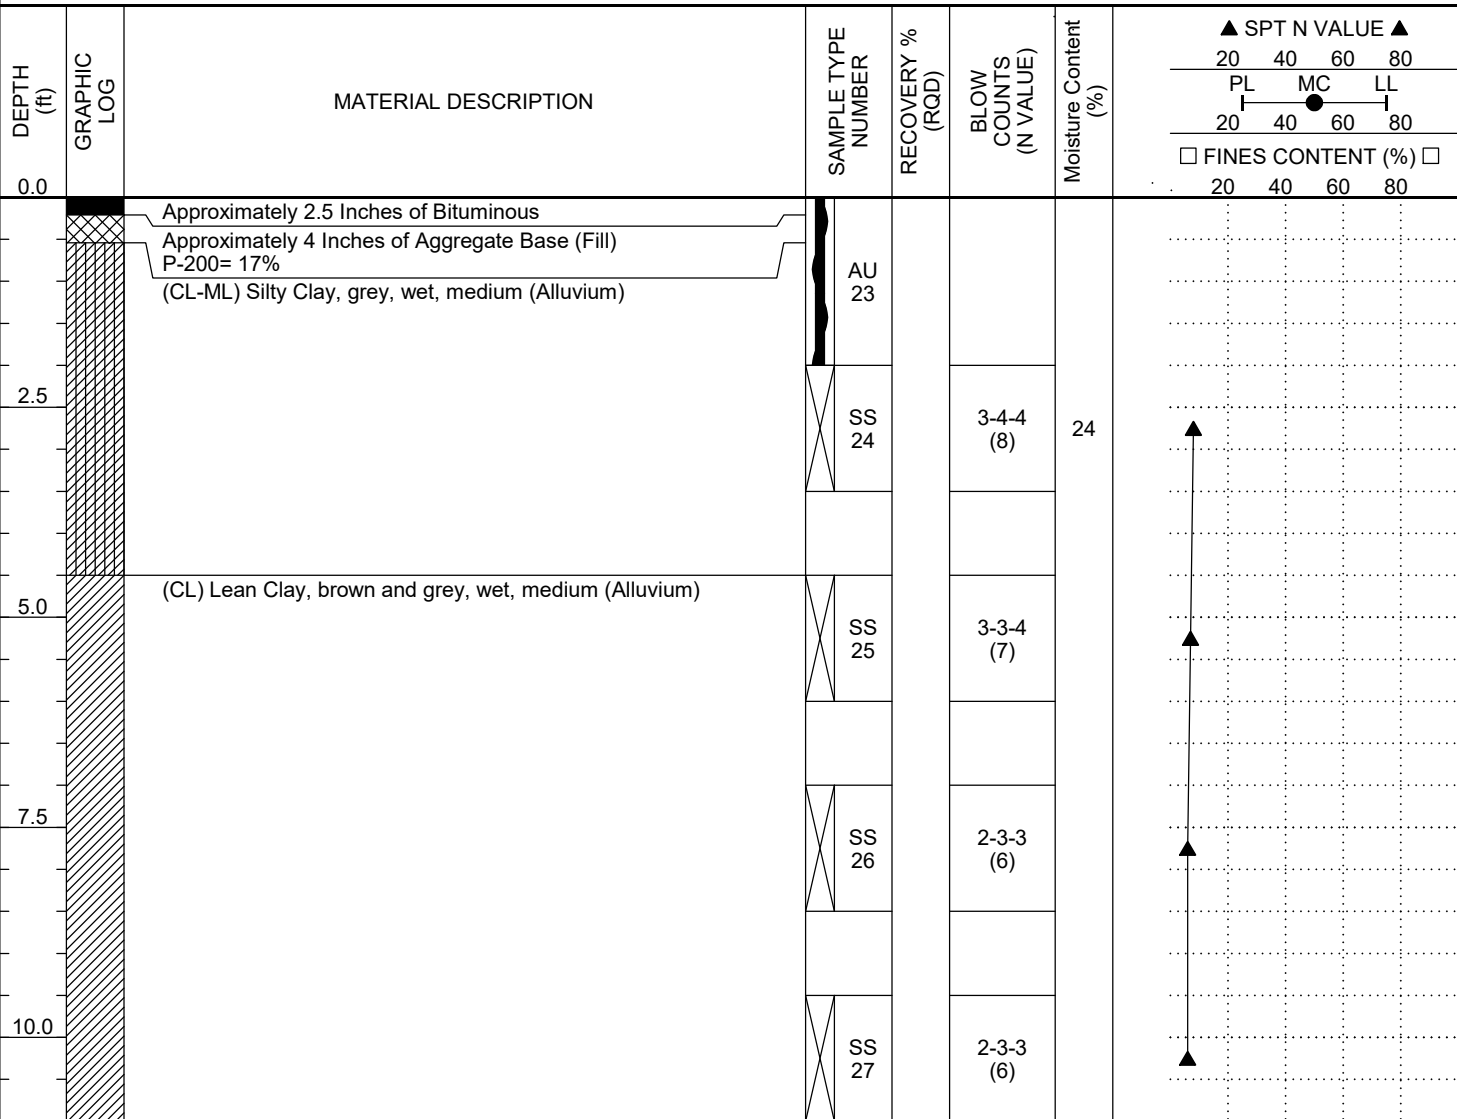 DEPTH
(ft)
GRAPHIC
LOG
MATERIAL DESCRIPTION
SAMPLE TYPE
NUMBER
RECOVERY %
(RQD)
BLOW
COUNTS
(N VALUE)
Moisture Content
(%)
▲ SPT N VALUE ▲
20 40 60 80
PL MC LL
20 40 60 80
□ FINES CONTENT (%) □
20 40 60 80
0.0
Approximately 2.5 Inches of Bituminous
Approximately 4 Inches of Aggregate Base (Fill)
P-200= 17%
(CL-ML) Silty Clay, grey, wet, medium (Alluvium)
AU
23
2.5
SS
24
3-4-4
(8)
24
(CL) Lean Clay, brown and grey, wet, medium (Alluvium)
5.0
SS
25
3-3-4
(7)
7.5
SS
26
2-3-3
(6)
10.0
SS
27
2-3-3
(6)